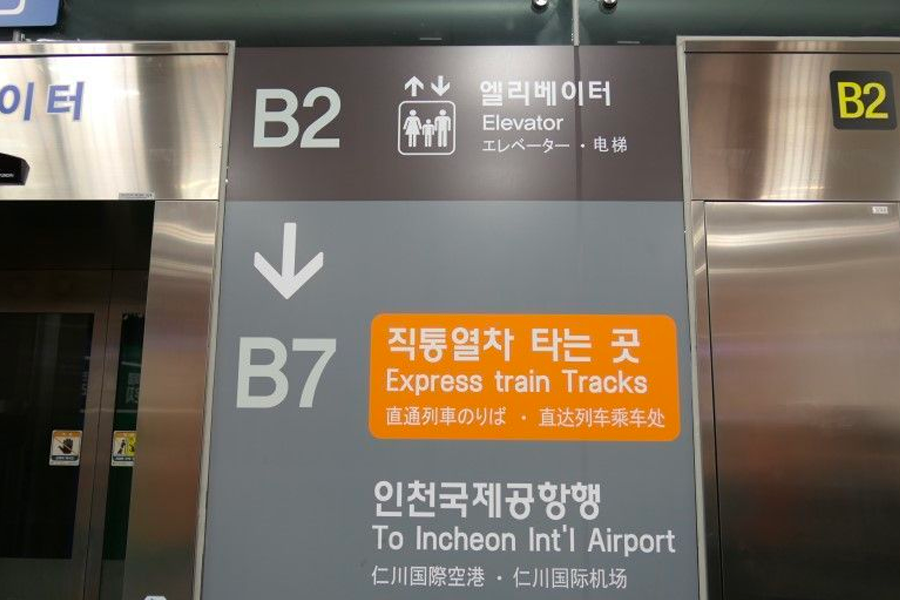 이터
B2
엘리베이터
Elevator
エレベーター · 电梯
B2
B7
직통열차 타는 곳
Express train Tracks
直通列車のりば · 直达列车乘车处
인천국제공항행
To Incheon Int'l Airport
仁川国際空港 · 仁川国际机场